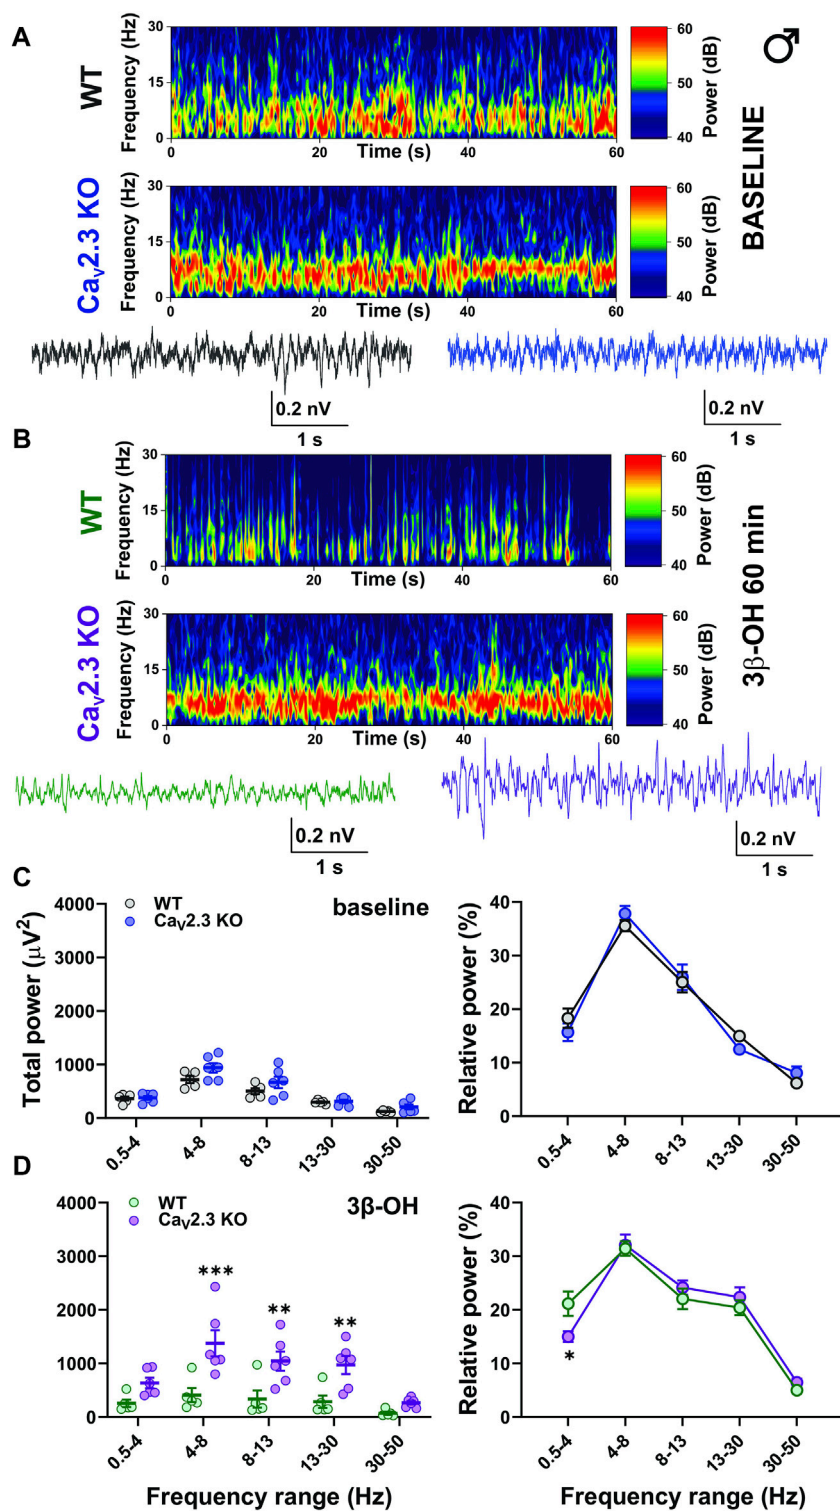 A
WT
Frequency (Hz)
30
15
0
0 20 40 60
Time (s)
60
50
40
Power (dB)
♂
BASELINE
Caᵥ2.3 KO
Frequency (Hz)
30
15
0
0 20 40 60
Time (s)
60
50
40
Power (dB)
0.2 mV
1 s
0.2 mV
1 s
B
WT
Frequency (Hz)
30
15
0
0 20 40 60
Time (s)
60
50
40
Power (dB)
3β-OH 60 min
Caᵥ2.3 KO
Frequency (Hz)
30
15
0
0 20 40 60
Time (s)
60
50
40
Power (dB)
0.2 mV
1 s
0.2 mV
1 s
C
WT
Caᵥ2.3 KO
baseline
Total power (µV²)
4000
3000
2000
1000
0
0.5-4 4-8 8-13 13-30 30-50
Relative power (%)
40
30
20
10
0
0.5-4 4-8 8-13 13-30 30-50
D
WT
Caᵥ2.3 KO
3β-OH
Total power (µV²)
4000
3000
2000
1000
0
*** ** **
0.5-4 4-8 8-13 13-30 30-50
Frequency range (Hz)
Relative power (%)
40
30
20
10
0
*
0.5-4 4-8 8-13 13-30 30-50
Frequency range (Hz)